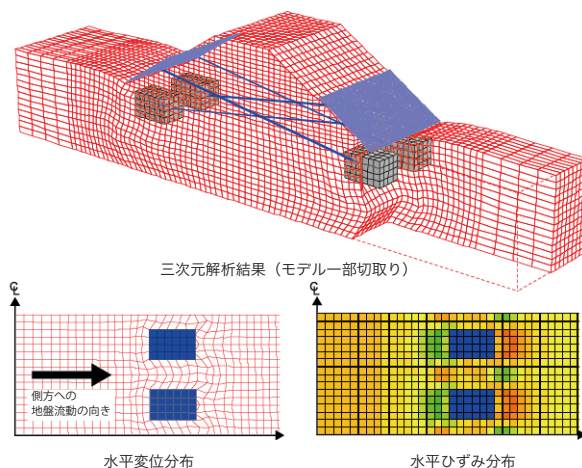 三次元解析結果（モデル一部切取り）
℄
℄
側方への
地盤流動の向き
水平変位分布
水平ひずみ分布